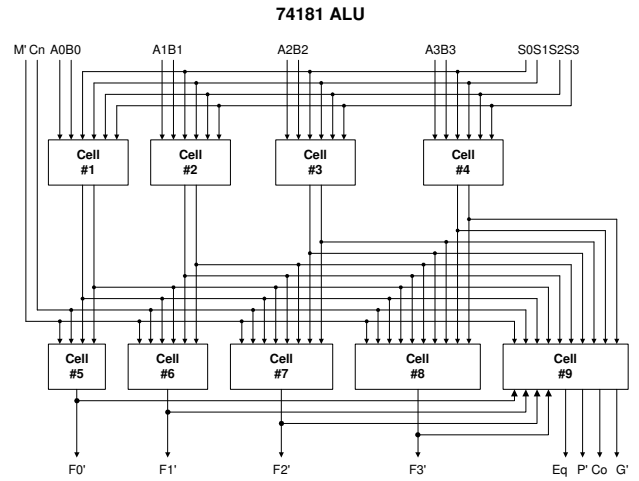 74181 ALU
M' Cn A0B0 A1B1 A2B2 A3B3 S0S1S2S3
Cell
#1
Cell
#2
Cell
#3
Cell
#4
Cell
#5
Cell
#6
Cell
#7
Cell
#8
Cell
#9
F0' F1' F2' F3' Eq P' Co G'